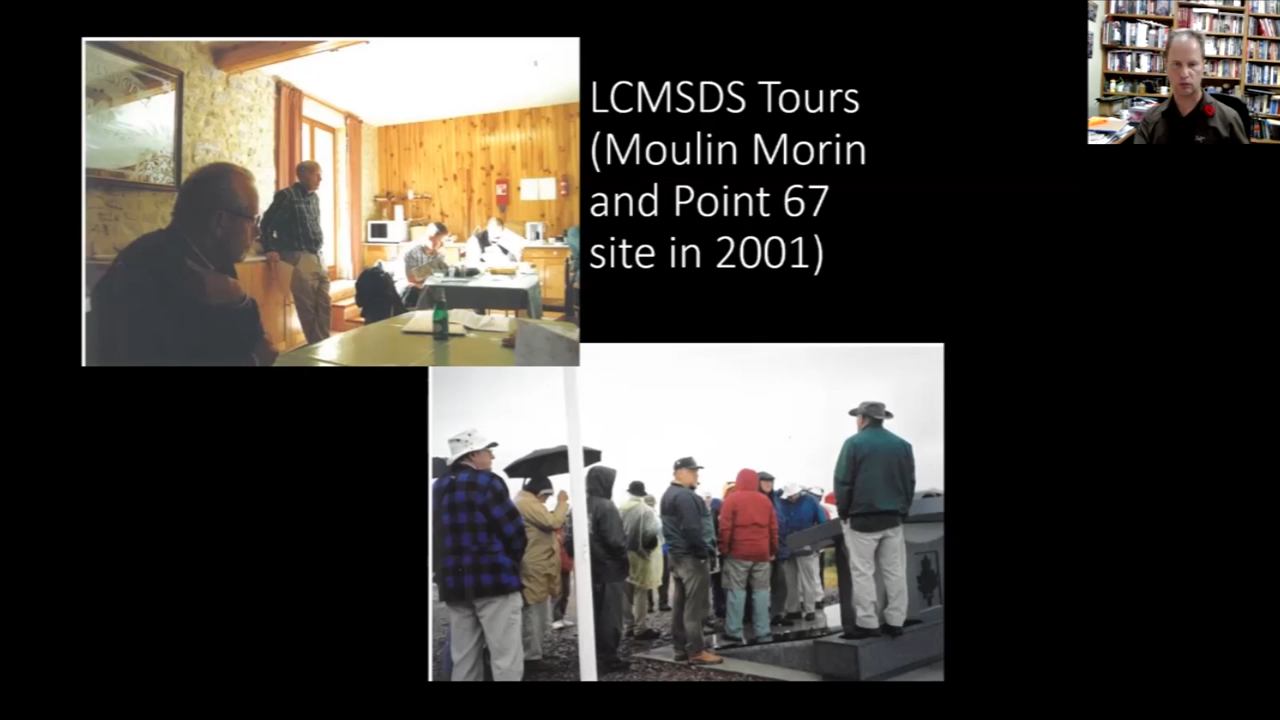 LCMSDS Tours
(Moulin Morin
and Point 67
site in 2001)